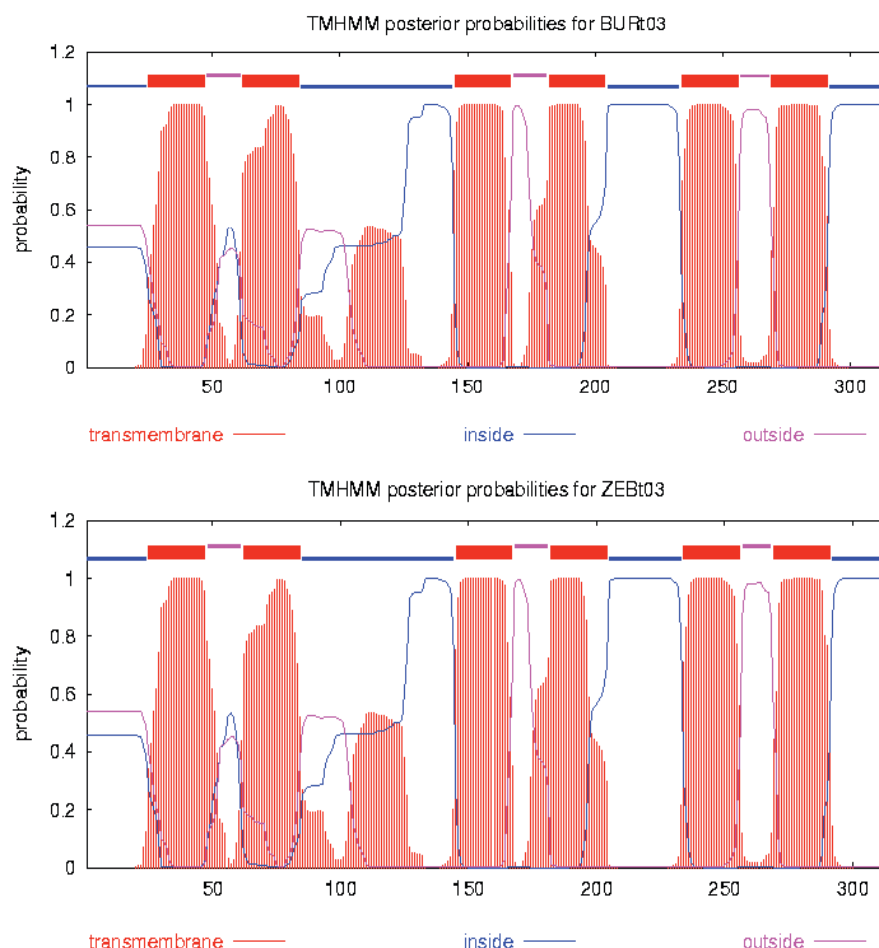 TMHMM posterior probabilities for BURt03
1.2
1
0.8
0.6
0.4
0.2
0
probability
50 100 150 200 250 300
transmembrane inside outside
TMHMM posterior probabilities for ZEBt03
1.2
1
0.8
0.6
0.4
0.2
0
probability
50 100 150 200 250 300
transmembrane inside outside